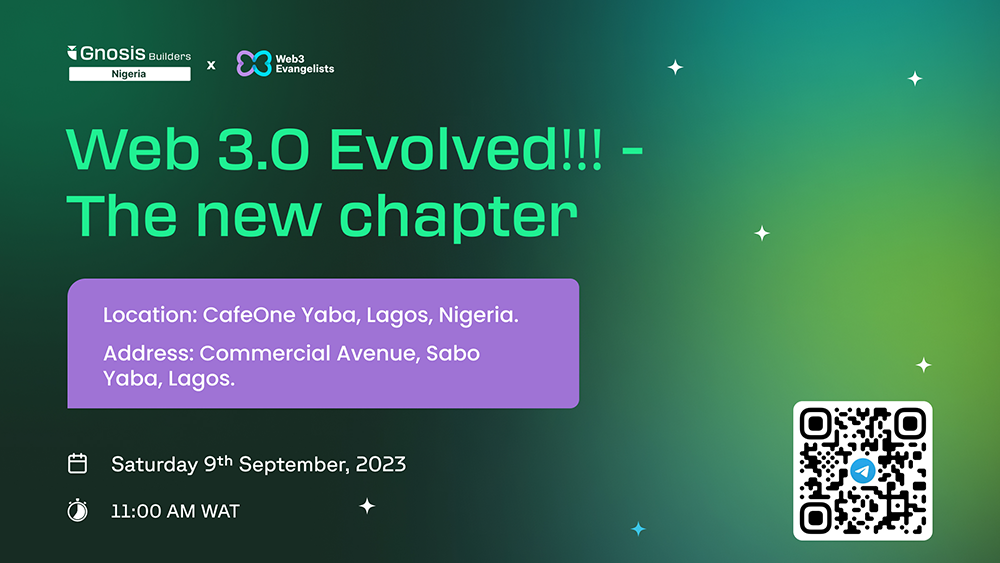 Gnosis Builders
Nigeria
x
Web3
Evangelists
Web 3.0 Evolved!!! -
The new chapter
Location: CafeOne Yaba, Lagos, Nigeria.
Address: Commercial Avenue, Sabo
Yaba, Lagos.
Saturday 9th September, 2023
11:00 AM WAT